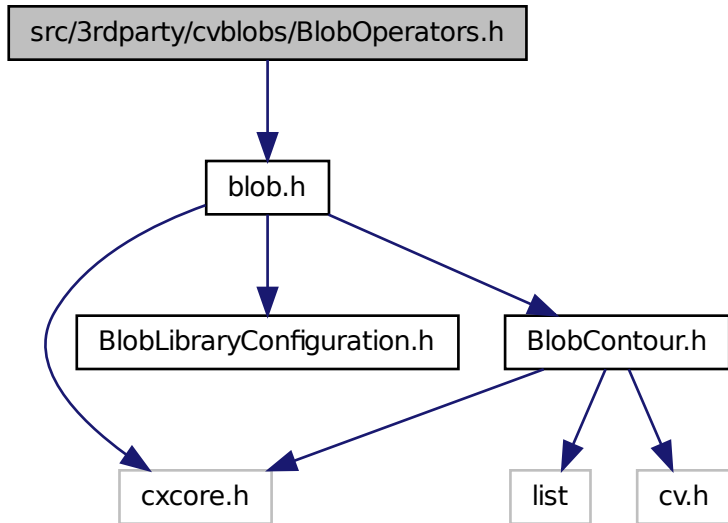 src/3rdparty/cvblobs/BlobOperators.h
blob.h
BlobLibraryConfiguration.h
BlobContour.h
cxcore.h
list
cv.h